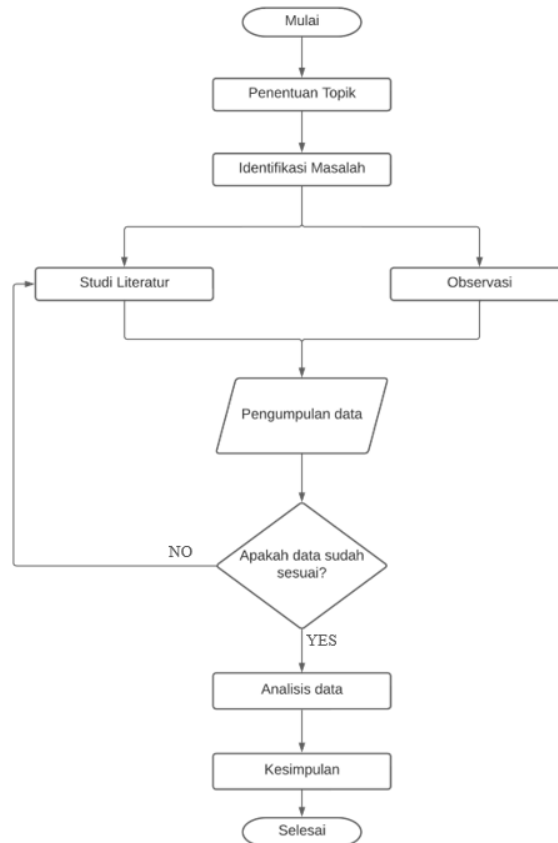 Mulai
Penentuan Topik
Identifikasi Masalah
Studi Literatur
Observasi
Pengumpulan data
NO
Apakah data sudah
sesuai?
YES
Analisis data
Kesimpulan
Selesai